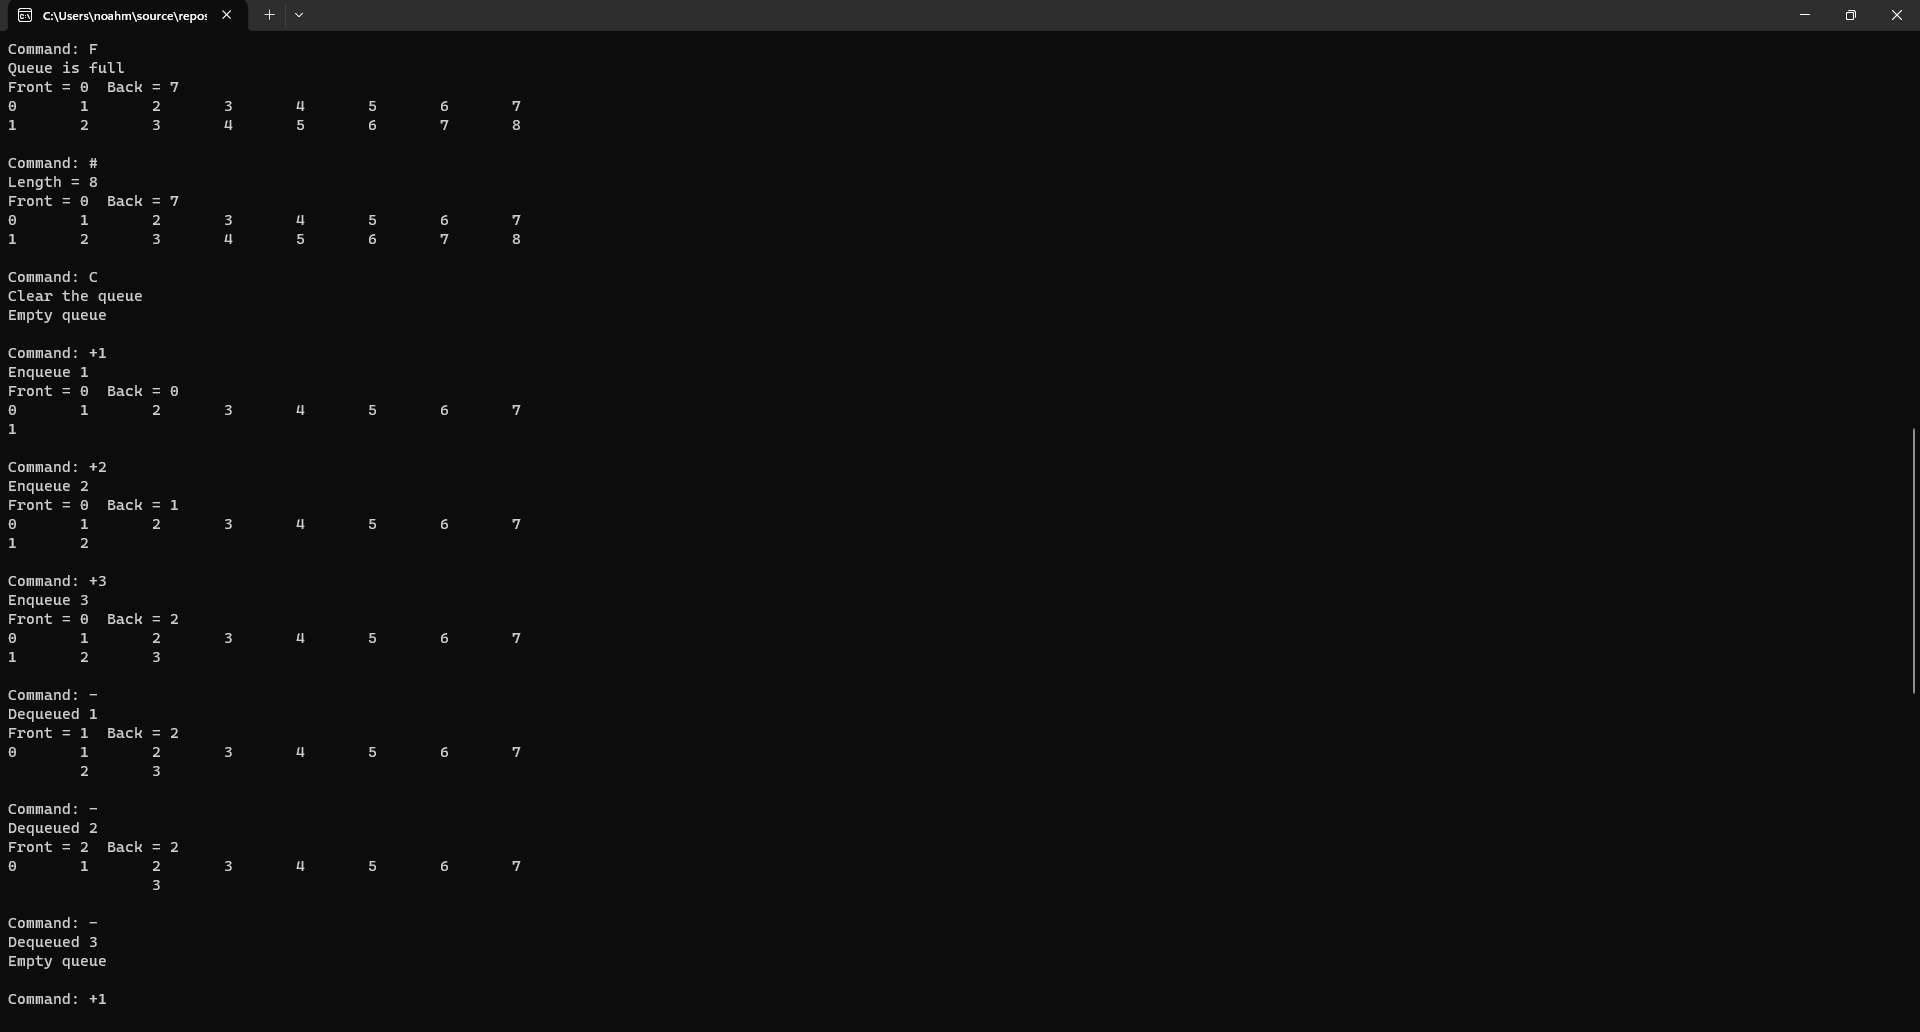 C:\Users\noahm\source\repos
Command: F
Queue is full
Front = 0  Back = 7
0       1       2       3       4       5       6       7
1       2       3       4       5       6       7       8
Command: #
Length = 8
Front = 0  Back = 7
0       1       2       3       4       5       6       7
1       2       3       4       5       6       7       8
Command: C
Clear the queue
Empty queue
Command: +1
Enqueue 1
Front = 0  Back = 0
0       1       2       3       4       5       6       7
1
Command: +2
Enqueue 2
Front = 0  Back = 1
0       1       2       3       4       5       6       7
1       2
Command: +3
Enqueue 3
Front = 0  Back = 2
0       1       2       3       4       5       6       7
1       2       3
Command: -
Dequeued 1
Front = 1  Back = 2
0       1       2       3       4       5       6       7
        2       3
Command: -
Dequeued 2
Front = 2  Back = 2
0       1       2       3       4       5       6       7
                3
Command: -
Dequeued 3
Empty queue
Command: +1